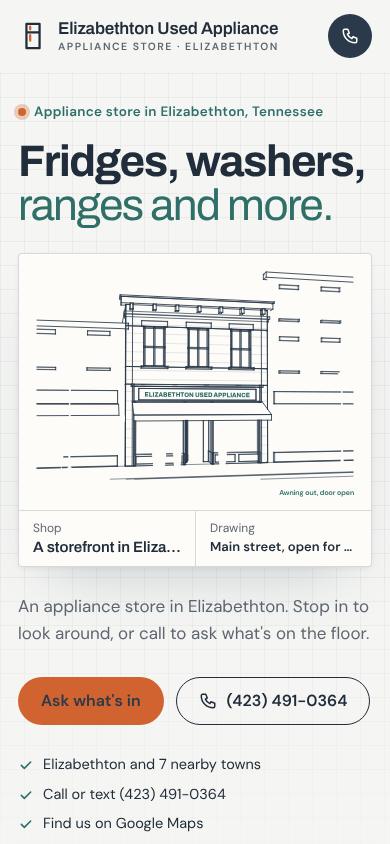 Elizabethton Used Appliance
APPLIANCE STORE · ELIZABETHTON
Appliance store in Elizabethton, Tennessee
Fridges, washers,
ranges and more.
ELIZABETHTON USED APPLIANCE
Awning out, door open
Shop
A storefront in Eliza...
Drawing
Main street, open for ...
An appliance store in Elizabethton. Stop in to
look around, or call to ask what's on the floor.
Ask what's in
(423) 491-0364
Elizabethton and 7 nearby towns
Call or text (423) 491-0364
Find us on Google Maps